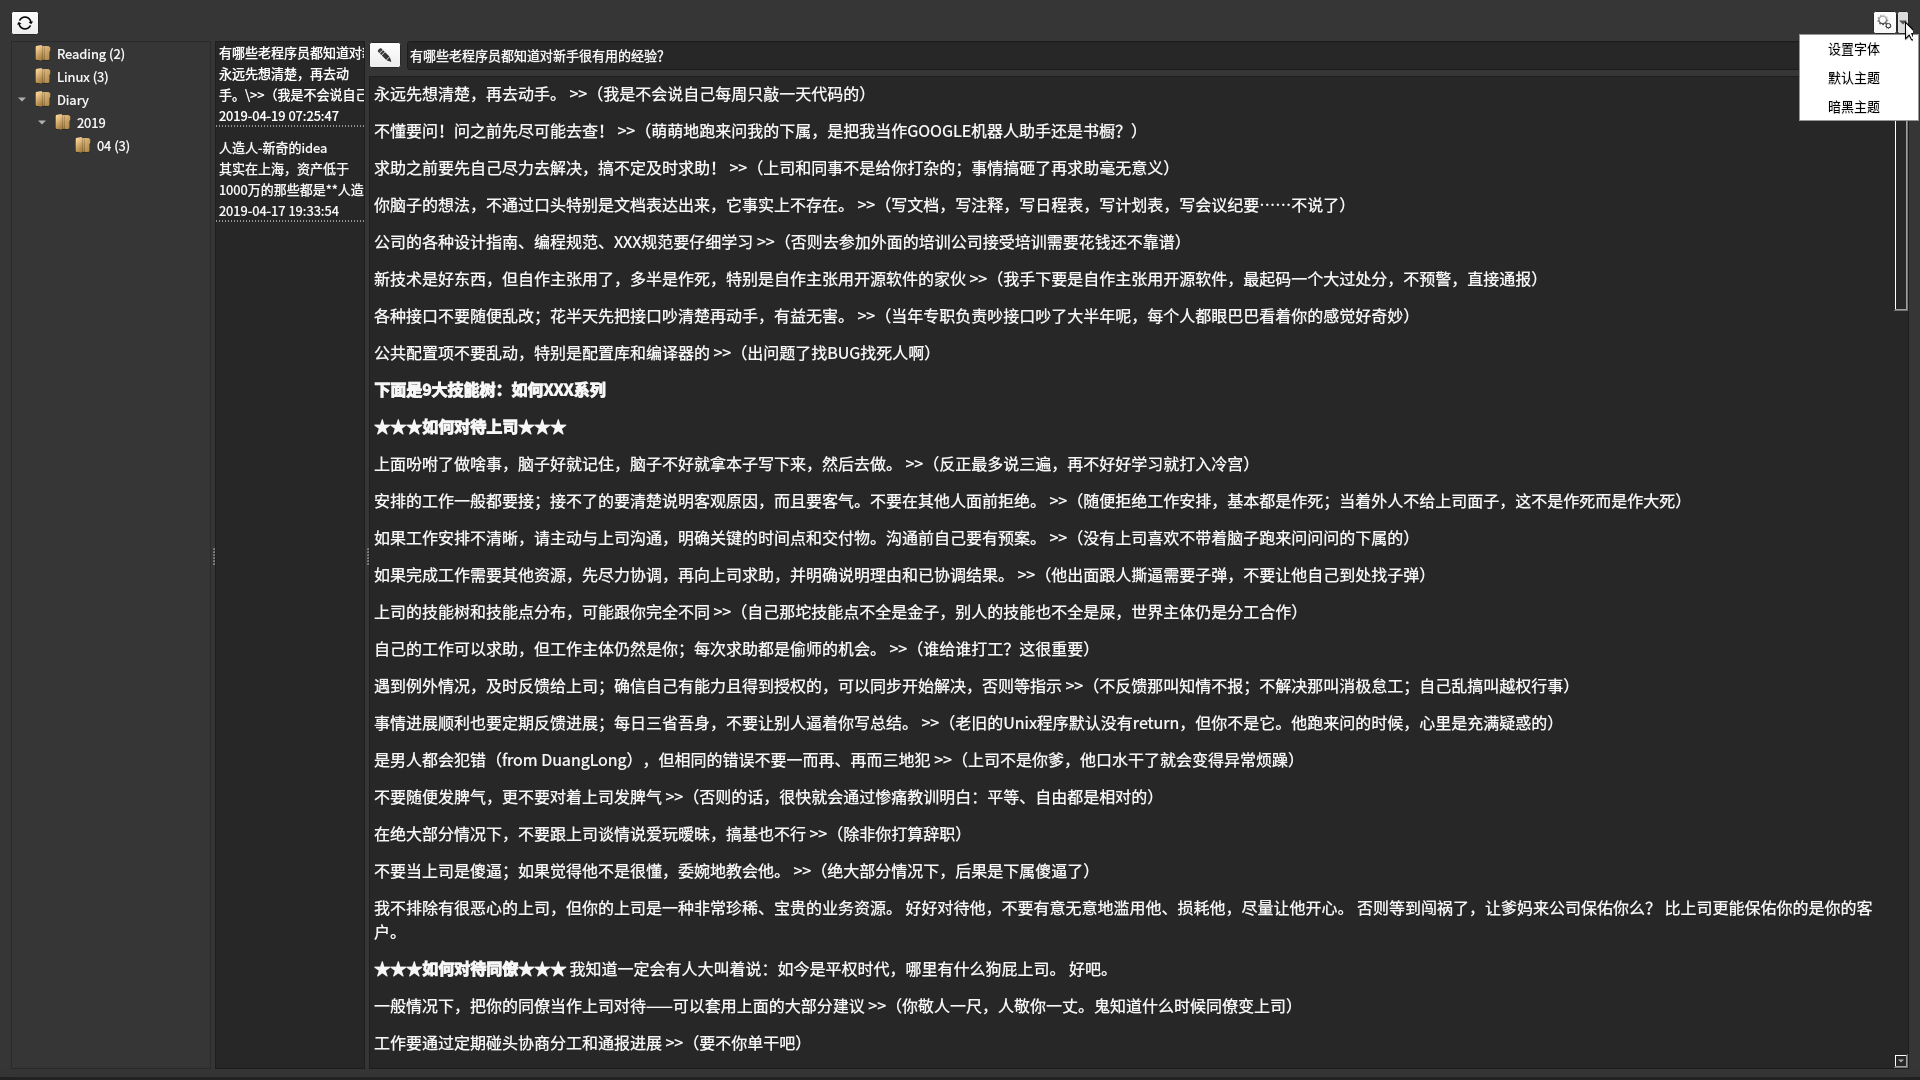 Reading (2)
Linux (3)
Diary
2019
04 (3)
有哪些老程序员都知道对
永远先想清楚，再去动
手。\>>（我是不会说自己
2019-04-19 07:25:47
人造人-新奇的idea
其实在上海，资产低于
1000万的那些都是**人造
2019-04-17 19:33:54
有哪些老程序员都知道对新手很有用的经验?
设置字体
默认主题
暗黑主题
永远先想清楚，再去动手。 >>（我是不会说自己每周只敲一天代码的）
不懂要问！问之前先尽可能去查！ >>（萌萌地跑来问我的下属，是把我当作GOOGLE机器人助手还是书橱？）
求助之前要先自己尽力去解决，搞不定及时求助！ >>（上司和同事不是给你打杂的；事情搞砸了再求助毫无意义）
你脑子的想法，不通过口头特别是文档表达出来，它事实上不存在。 >>（写文档，写注释，写日程表，写计划表，写会议纪要……不说了）
公司的各种设计指南、编程规范、XXX规范要仔细学习 >>（否则去参加外面的培训公司接受培训需要花钱还不靠谱）
新技术是好东西，但自作主张用了，多半是作死，特别是自作主张用开源软件的家伙 >>（我手下要是自作主张用开源软件，最起码一个大过处分，不预警，直接通报）
各种接口不要随便乱改；花半天先把接口吵清楚再动手，有益无害。 >>（当年专职负责吵接口吵了大半年呢，每个人都眼巴巴看着你的感觉好奇妙）
公共配置项不要乱动，特别是配置库和编译器的 >>（出问题了找BUG找死人啊）
下面是9大技能树：如何XXX系列
★★★如何对待上司★★★
上面吩咐了做啥事，脑子好就记住，脑子不好就拿本子写下来，然后去做。 >>（反正最多说三遍，再不好好学习就打入冷宫）
安排的工作一般都要接；接不了的要清楚说明客观原因，而且要客气。不要在其他人面前拒绝。 >>（随便拒绝工作安排，基本都是作死；当着外人不给上司面子，这不是作死而是作大死）
如果工作安排不清晰，请主动与上司沟通，明确关键的时间点和交付物。沟通前自己要有预案。 >>（没有上司喜欢不带着脑子跑来问问问的下属的）
如果完成工作需要其他资源，先尽力协调，再向上司求助，并明确说明理由和已协调结果。 >>（他出面跟人撕逼需要子弹，不要让他自己到处找子弹）
上司的技能树和技能点分布，可能跟你完全不同 >>（自己那坨技能点不全是金子，别人的技能也不全是屎，世界主体仍是分工合作）
自己的工作可以求助，但工作主体仍然是你；每次求助都是偷师的机会。 >>（谁给谁打工？这很重要）
遇到例外情况，及时反馈给上司；确信自己有能力且得到授权的，可以同步开始解决，否则等指示 >>（不反馈那叫知情不报；不解决那叫消极怠工；自己乱搞叫越权行事）
事情进展顺利也要定期反馈进展；每日三省吾身，不要让别人逼着你写总结。 >>（老旧的Unix程序默认没有return，但你不是它。他跑来问的时候，心里是充满疑惑的）
是男人都会犯错（from DuangLong），但相同的错误不要一而再、再而三地犯 >>（上司不是你爹，他口水干了就会变得异常烦躁）
不要随便发脾气，更不要对着上司发脾气 >>（否则的话，很快就会通过惨痛教训明白：平等、自由都是相对的）
在绝大部分情况下，不要跟上司谈情说爱玩暧昧，搞基也不行 >>（除非你打算辞职）
不要当上司是傻逼；如果觉得他不是很懂，委婉地教会他。 >>（绝大部分情况下，后果是下属傻逼了）
我不排除有很恶心的上司，但你的上司是一种非常珍稀、宝贵的业务资源。 好好对待他，不要有意无意地滥用他、损耗他，尽量让他开心。 否则等到闯祸了，让爹妈来公司保佑你么？ 比上司更能保佑你的是你的客
户。
★★★如何对待同僚★★★ 我知道一定会有人大叫着说：如今是平权时代，哪里有什么狗屁上司。 好吧。
一般情况下，把你的同僚当作上司对待——可以套用上面的大部分建议 >>（你敬人一尺，人敬你一丈。鬼知道什么时候同僚变上司）
工作要通过定期碰头协商分工和通报进展 >>（要不你单干吧）